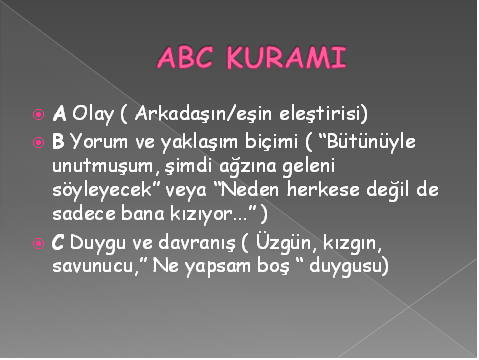 ABC KURAMI
A Olay ( Arkadaşın/eşin eleştirisi)
B Yorum ve yaklaşım biçimi ( “Bütünüyle
unutmuşum, şimdi ağzına geleni
söyleyecek” veya “Neden herkese değil de
sadece bana kızıyor...” )
C Duygu ve davranış ( Üzgün, kızgın,
savunucu,” Ne yapsam boş “ duygusu)